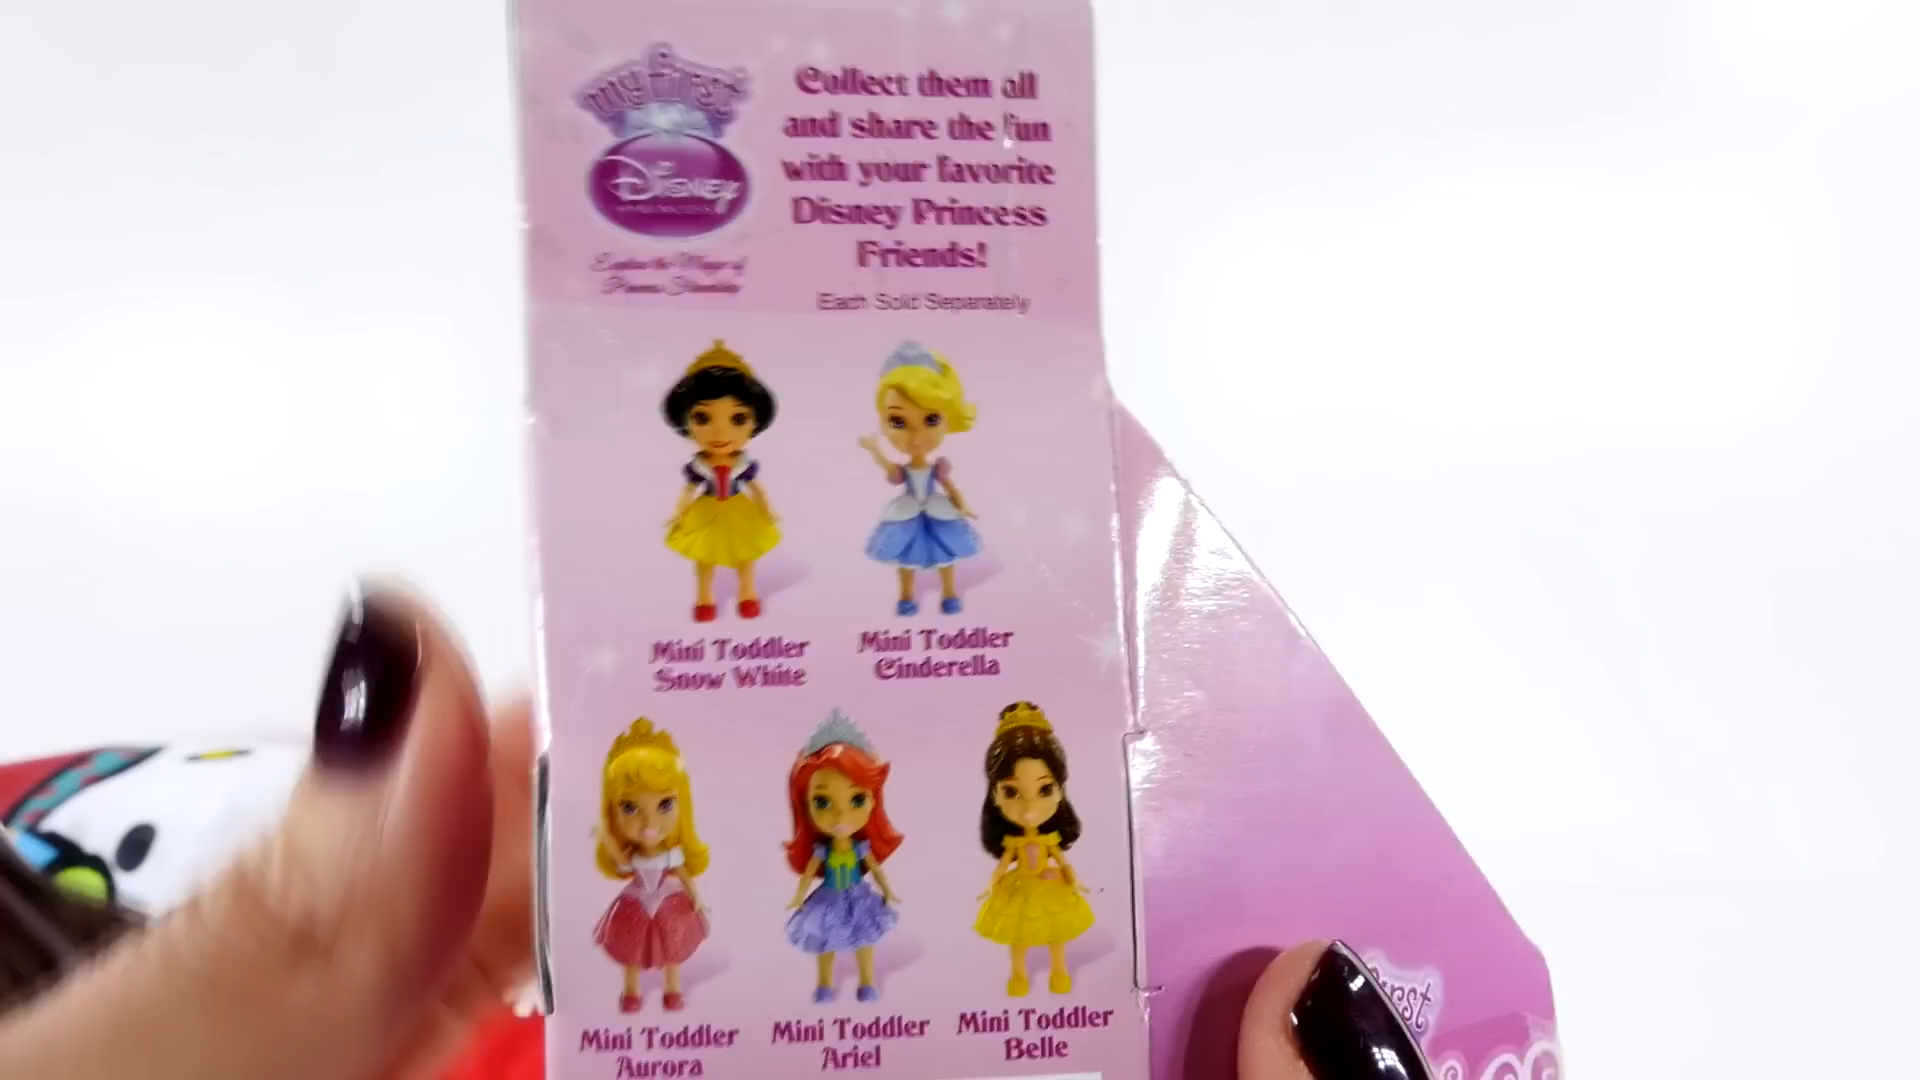 my first
Disney
Collect them all
and share the fun
with your favorite
Disney Princess
Friends!
Each Sold Separately
Mini Toddler
Snow White
Mini Toddler
Cinderella
Mini Toddler
Aurora
Mini Toddler
Ariel
Mini Toddler
Belle
first